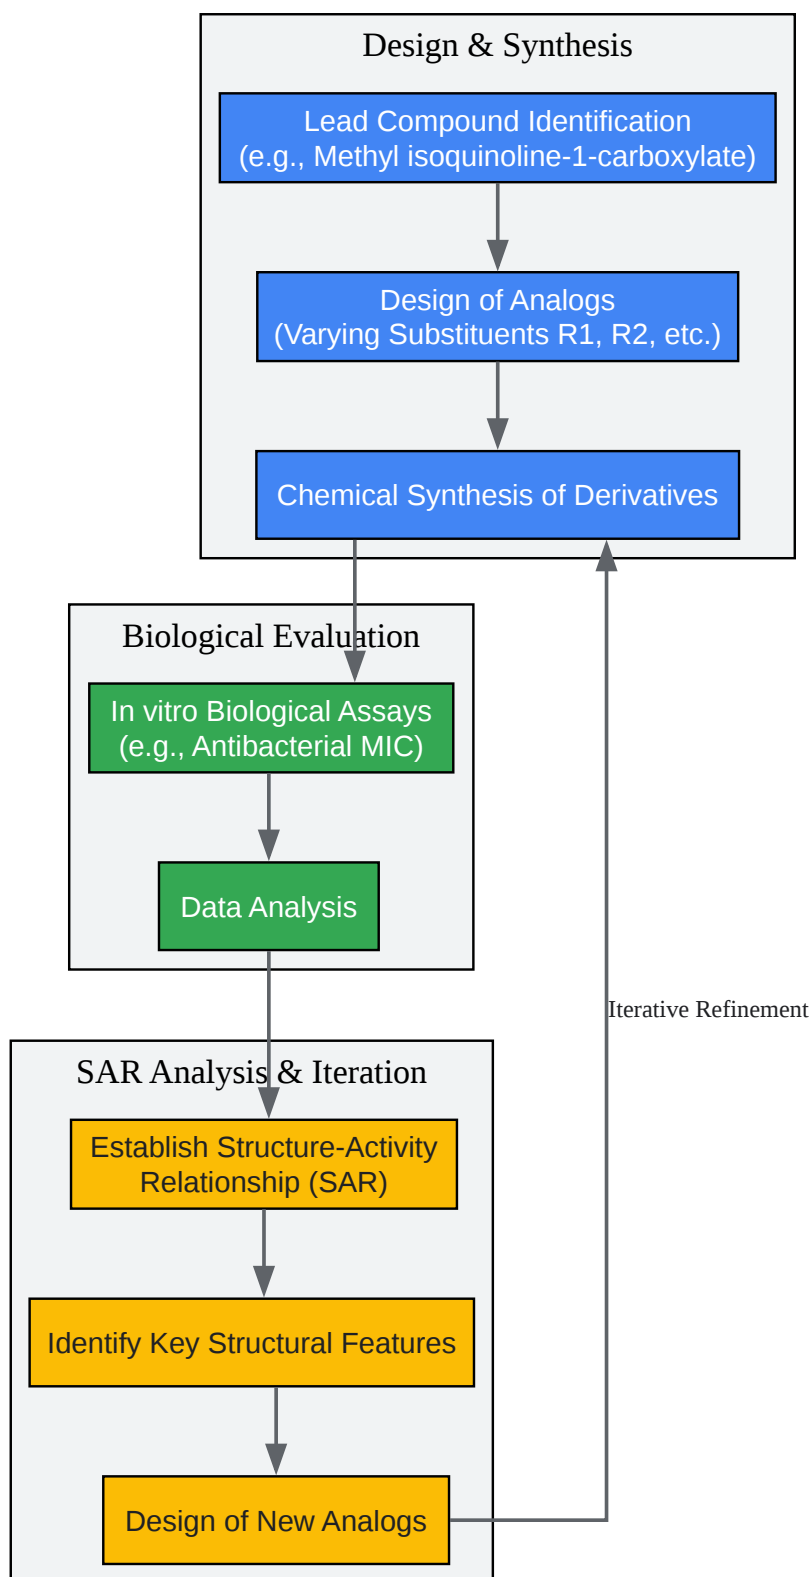 Design & Synthesis
Lead Compound Identification
(e.g., Methyl isoquinoline-1-carboxylate)
Design of Analogs
(Varying Substituents R1, R2, etc.)
Chemical Synthesis of Derivatives
Biological Evaluation
In vitro Biological Assays
(e.g., Antibacterial MIC)
Data Analysis
Iterative Refinement
SAR Analysis & Iteration
Establish Structure-Activity
Relationship (SAR)
Identify Key Structural Features
Design of New Analogs